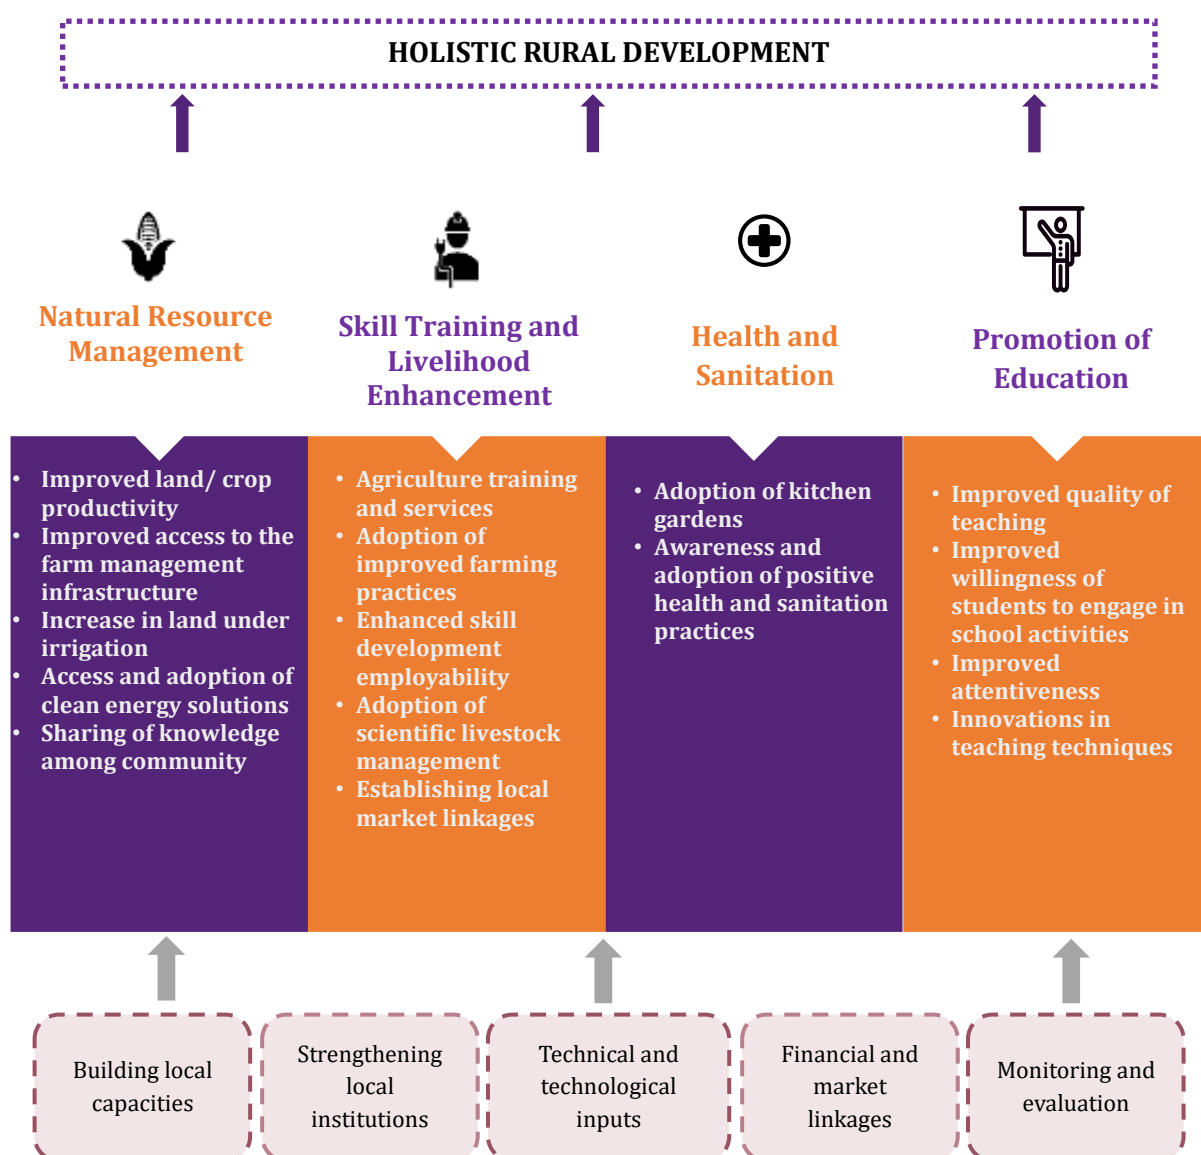 HOLISTIC RURAL DEVELOPMENT
Natural Resource
Management
Skill Training and
Livelihood
Enhancement
Health and
Sanitation
Promotion of
Education
• Improved land/ crop
productivity
• Improved access to the
farm management
infrastructure
• Increase in land under
irrigation
• Access and adoption of
clean energy solutions
• Sharing of knowledge
among community
• Agriculture training
and services
• Adoption of
improved farming
practices
• Enhanced skill
development
employability
• Adoption of
scientific livestock
management
• Establishing local
market linkages
• Adoption of kitchen
gardens
• Awareness and
adoption of positive
health and sanitation
practices
• Improved quality of
teaching
• Improved
willingness of
students to engage in
school activities
• Improved
attentiveness
• Innovations in
teaching techniques
Building local
capacities
Strengthening
local
institutions
Technical and
technological
inputs
Financial and
market
linkages
Monitoring and
evaluation